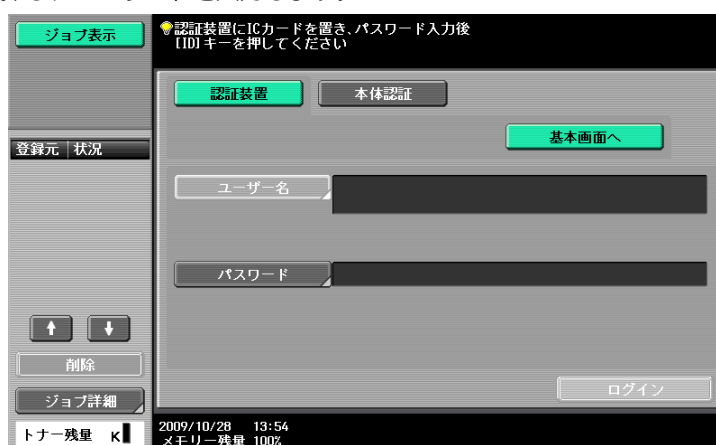 ジョブ表示
認証装置にICカードを置き、パスワード入力後
[ID]キーを押してください
認証装置
本体認証
基本画面へ
登録元 状況
ユーザー名
パスワード
削除
ログイン
ジョブ詳細
トナー残量 K
2009/10/28 13:54
メモリー残量 100%